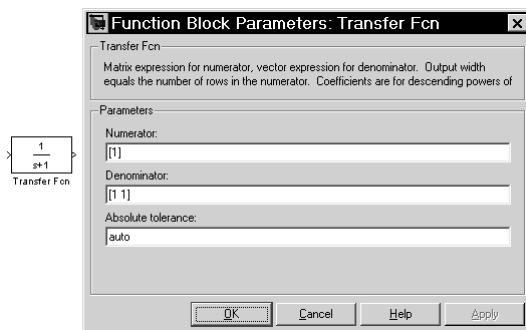 Function Block Parameters: Transfer Fcn
Transfer Fcn
Matrix expression for numerator, vector expression for denominator. Output width
equals the number of rows in the numerator. Coefficients are for descending powers of
Parameters
Numerator:
[1]
Denominator:
[1 1]
Absolute tolerance:
auto
OK Cancel Help Apply
1
s+1
Transfer Fcn